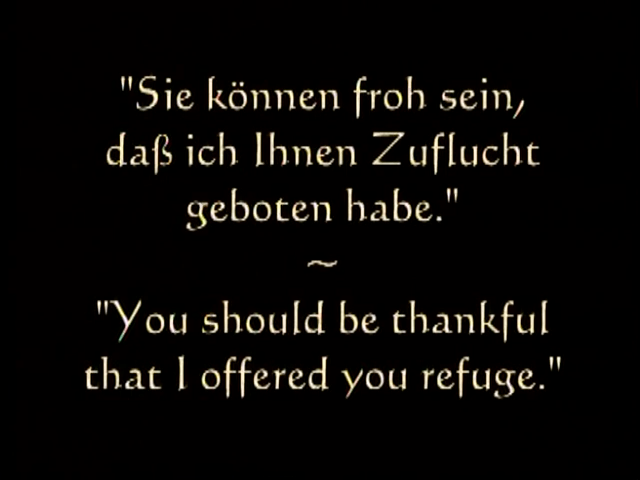 "Sie können froh sein,
daß ich Ihnen Zuflucht
geboten habe."
~
"You should be thankful
that I offered you refuge."